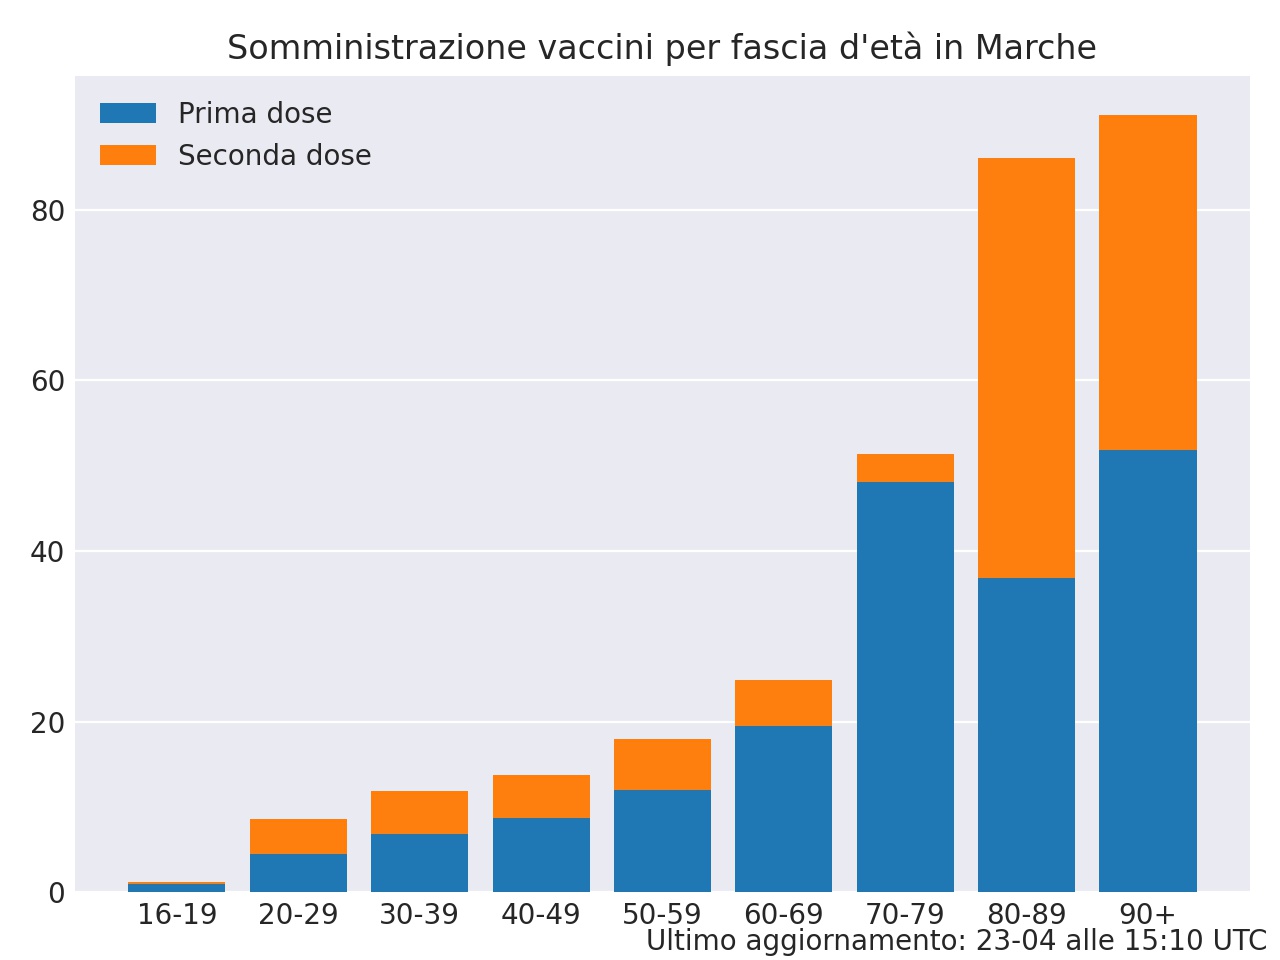 Somministrazione vaccini per fascia d'età in Marche
Prima dose
Seconda dose
80
60
40
20
0
16-19 20-29 30-39 40-49 50-59 60-69 70-79 80-89 90+
Ultimo aggiornamento: 23-04 alle 15:10 UTC